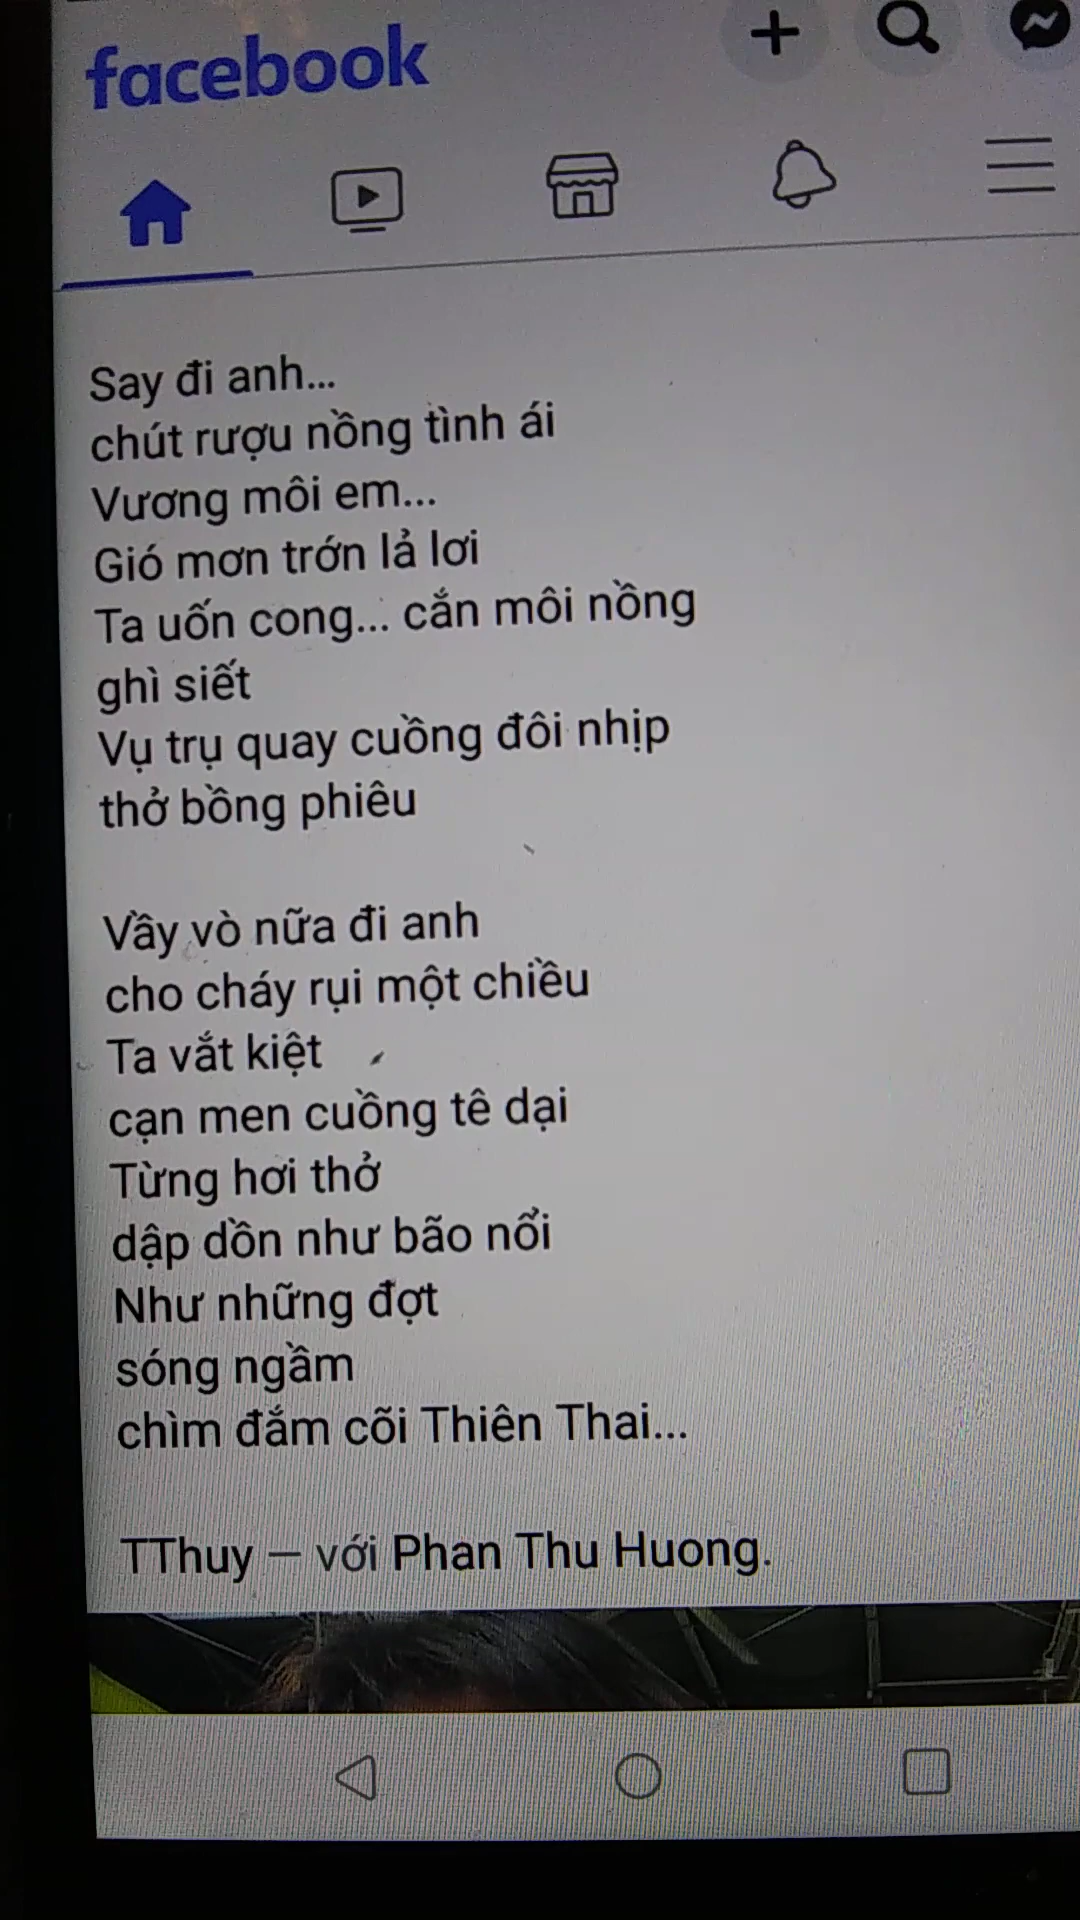 facebook
Say đi anh...
chút rượu nồng tình ái
Vương môi em...
Gió mơn trớn lả lơi
Ta uốn cong... cắn môi nồng
ghì siết
Vụ trụ quay cuồng đôi nhịp
thở bồng phiêu
Vầy vò nữa đi anh
cho cháy rụi một chiều
Ta vắt kiệt
cạn men cuồng tê dại
Từng hơi thở
dập dồn như bão nổi
Như những đợt
sóng ngầm
chìm đắm cõi Thiên Thai...
TThuy — với Phan Thu Huong.